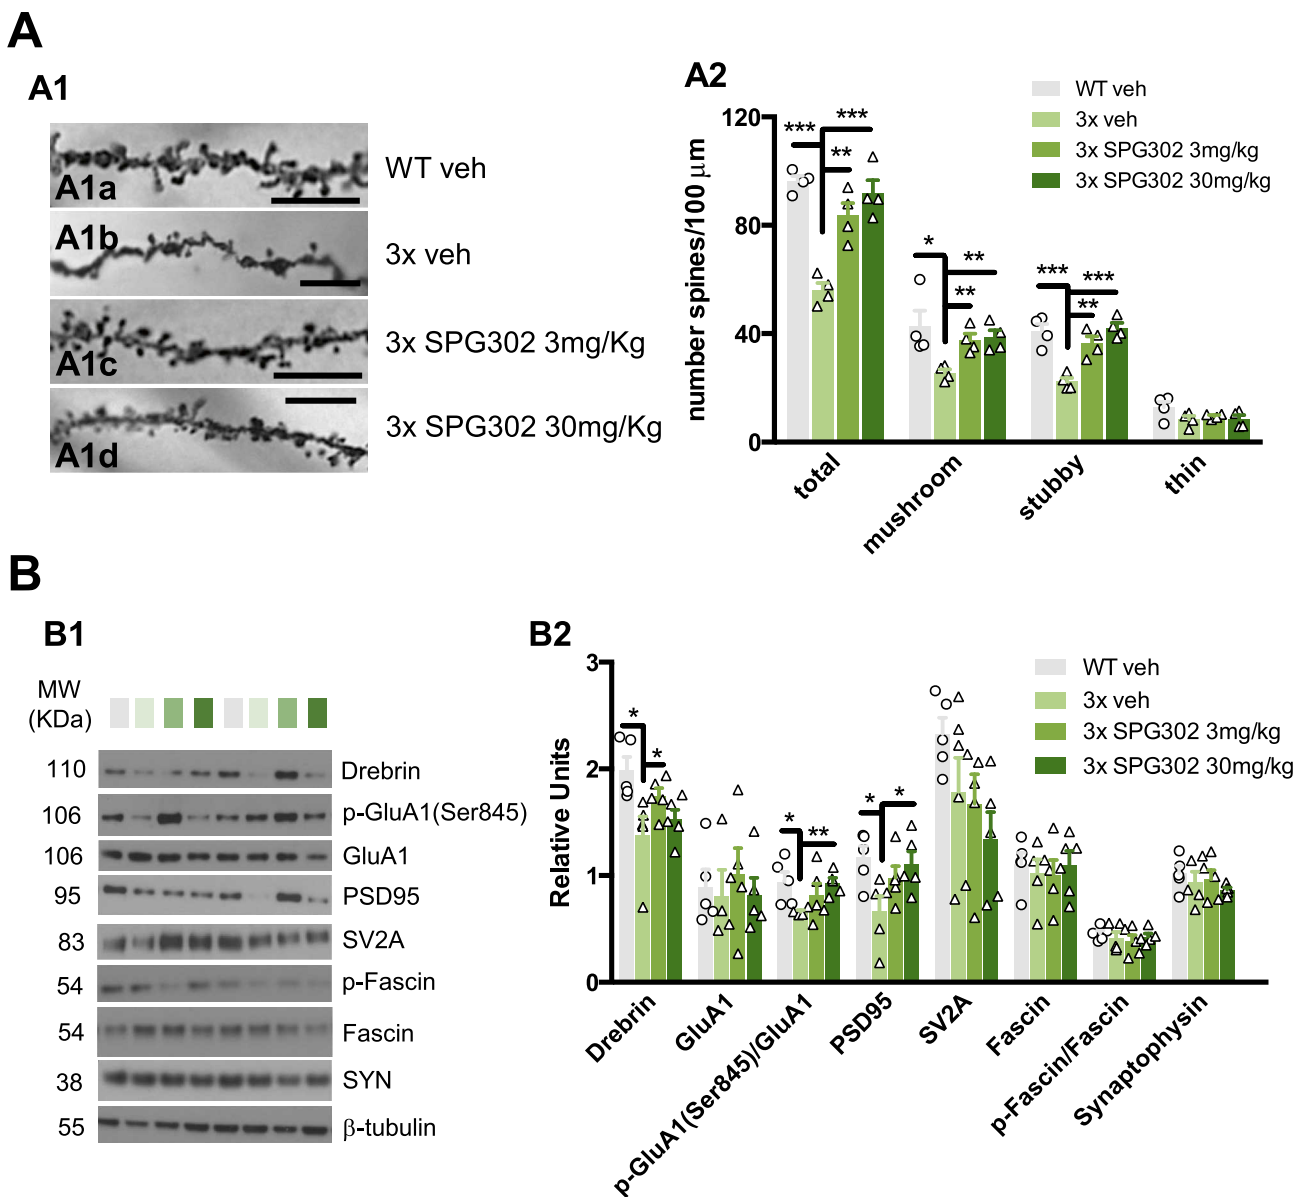 A
A1
A1a
WT veh
A1b
3x veh
A1c
3x SPG302 3mg/Kg
A1d
3x SPG302 30mg/Kg
A2
WT veh
3x veh
3x SPG302 3mg/kg
3x SPG302 30mg/kg
number spines/100 μm
120
80
40
0
*** ***
**
* **
**
*** ***
**
total
mushroom
stubby
thin
B
B1
MW
(KDa)
110 Drebrin
106 p-GluA1(Ser845)
106 GluA1
95 PSD95
83 SV2A
54 p-Fascin
54 Fascin
38 SYN
55 β-tubulin
B2
WT veh
3x veh
3x SPG302 3mg/kg
3x SPG302 30mg/kg
Relative Units
3
2
1
0
*
*
* **
* *
Drebrin
GluA1
p-GluA1(Ser845)/GluA1
PSD95
SV2A
Fascin
p-Fascin/Fascin
Synaptophysin